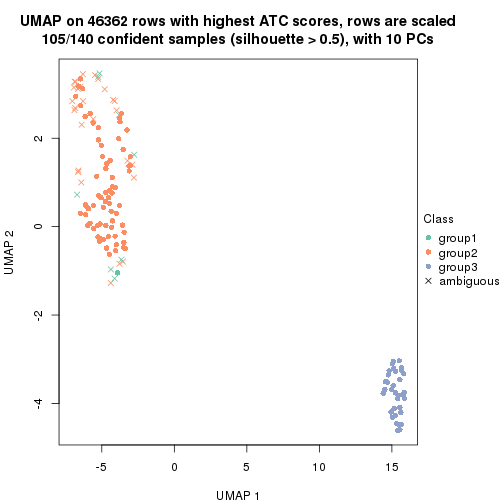 UMAP on 46362 rows with highest ATC scores, rows are scaled
105/140 confident samples (silhouette > 0.5), with 10 PCs
UMAP 2
2
0
-2
-4
-5
0
5
10
15
UMAP 1
Class
group1
group2
group3
ambiguous